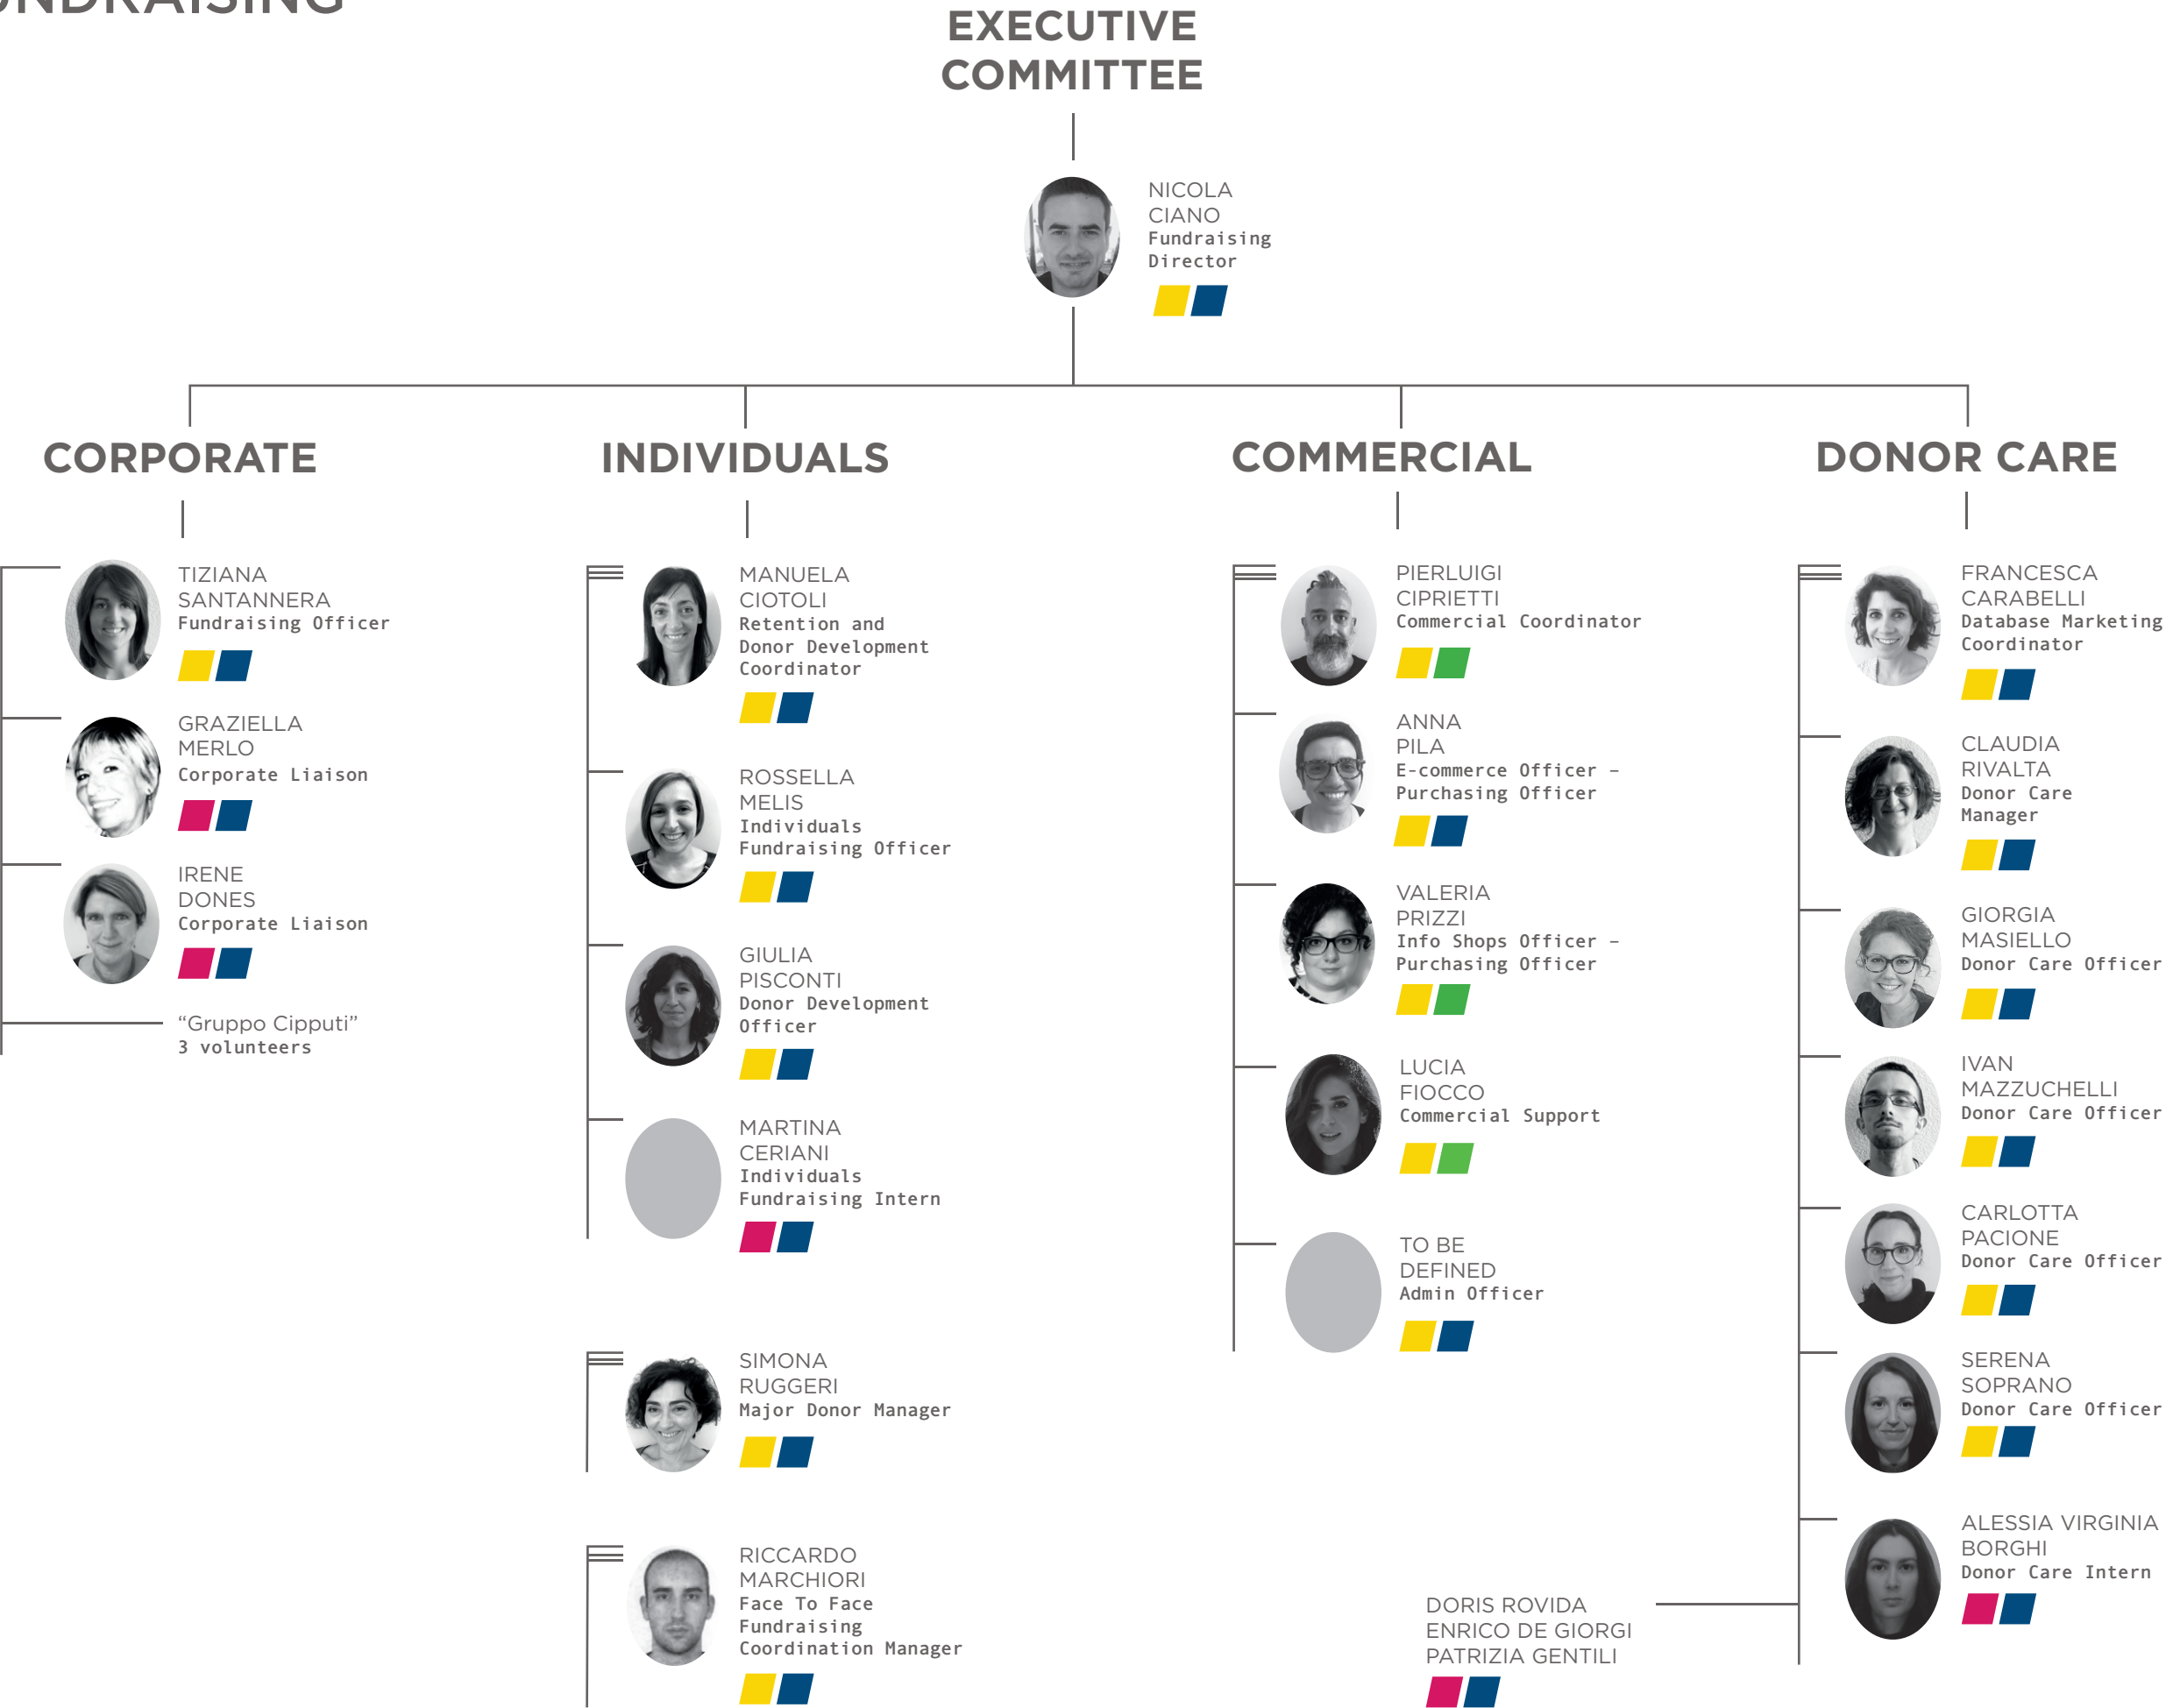 EXECUTIVE
COMMITTEE
NICOLA
CIANO
Fundraising
Director
CORPORATE
TIZIANA
SANTANNERA
Fundraising Officer
GRAZIELLA
MERLO
Corporate Liaison
IRENE
DONES
Corporate Liaison
“Gruppo Cipputi”
3 volunteers
INDIVIDUALS
MANUELA
CIOTOLI
Retention and
Donor Development
Coordinator
ROSSELLA
MELIS
Individuals
Fundraising Officer
GIULIA
PISCONTI
Donor Development
Officer
MARTINA
CERIANI
Individuals
Fundraising Intern
SIMONA
RUGGERI
Major Donor Manager
RICCARDO
MARCHIORI
Face To Face
Fundraising
Coordination Manager
COMMERCIAL
PIERLUIGI
CIPRIETTI
Commercial Coordinator
ANNA
PILA
E-commerce Officer –
Purchasing Officer
VALERIA
PRIZZI
Info Shops Officer –
Purchasing Officer
LUCIA
FIOCCO
Commercial Support
TO BE
DEFINED
Admin Officer
DONOR CARE
FRANCESCA
CARABELLI
Database Marketing
Coordinator
CLAUDIA
RIVALTA
Donor Care
Manager
GIORGIA
MASIELLO
Donor Care Officer
IVAN
MAZZUCHELLI
Donor Care Officer
CARLOTTA
PACIONE
Donor Care Officer
SERENA
SOPRANO
Donor Care Officer
ALESSIA VIRGINIA
BORGHI
Donor Care Intern
DORIS ROVIDA
ENRICO DE GIORGI
PATRIZIA GENTILI